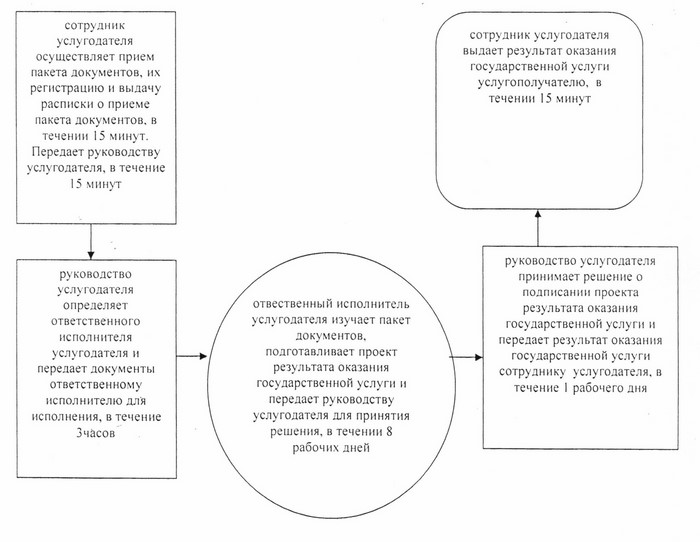 сотрудник
услугодателя
осуществляет прием
пакета документов, их
регистрацию и выдачу
расписки о приеме
пакета документов, в
течении 15 минут.
Передает руководству
услугодателя, в течение
15 минут
руководство
услугодателя
определяет
ответственного
исполнителя
услугодателя и
передает документы
ответственному
исполнителю для
исполнения, в течение
3часов
отвественный исполнитель
услугодателя изучает пакет
документов,
подготавливает проект
результата оказания
государственной услуги и
передает руководству
услугодателя для принятия
решения, в течении 8
рабочих дней
руководство услугодателя
принимает решение о
подписании проекта
результата оказания
государственной услуги и
передает результат оказания
государственной услуги
сотруднику услугодателя, в
течение 1 рабочего дня
сотрудник услугодателя
выдает результат оказания
государственной услуги
услугополучателю, в
течении 15 минут